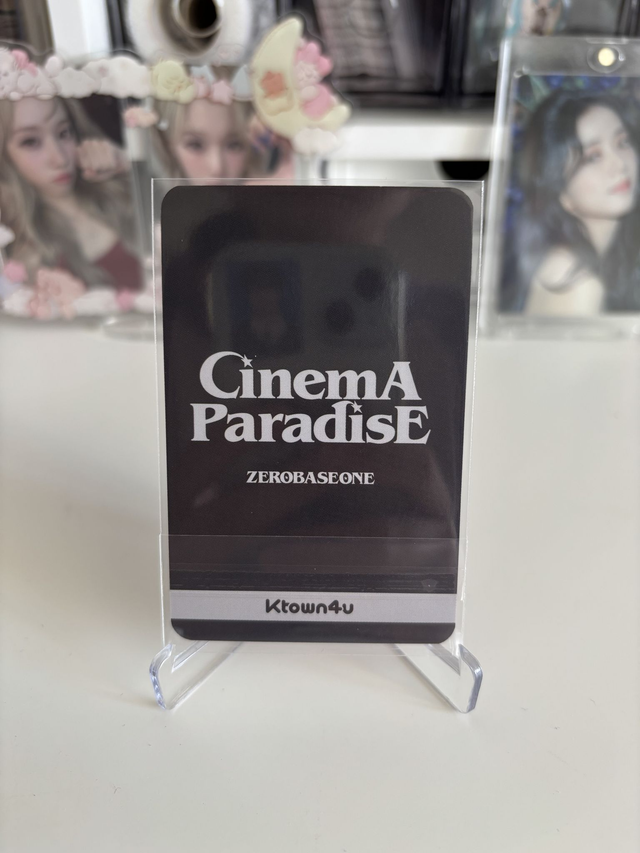 CinemA
ParadisE
ZEROBASEONE
Ktown4u